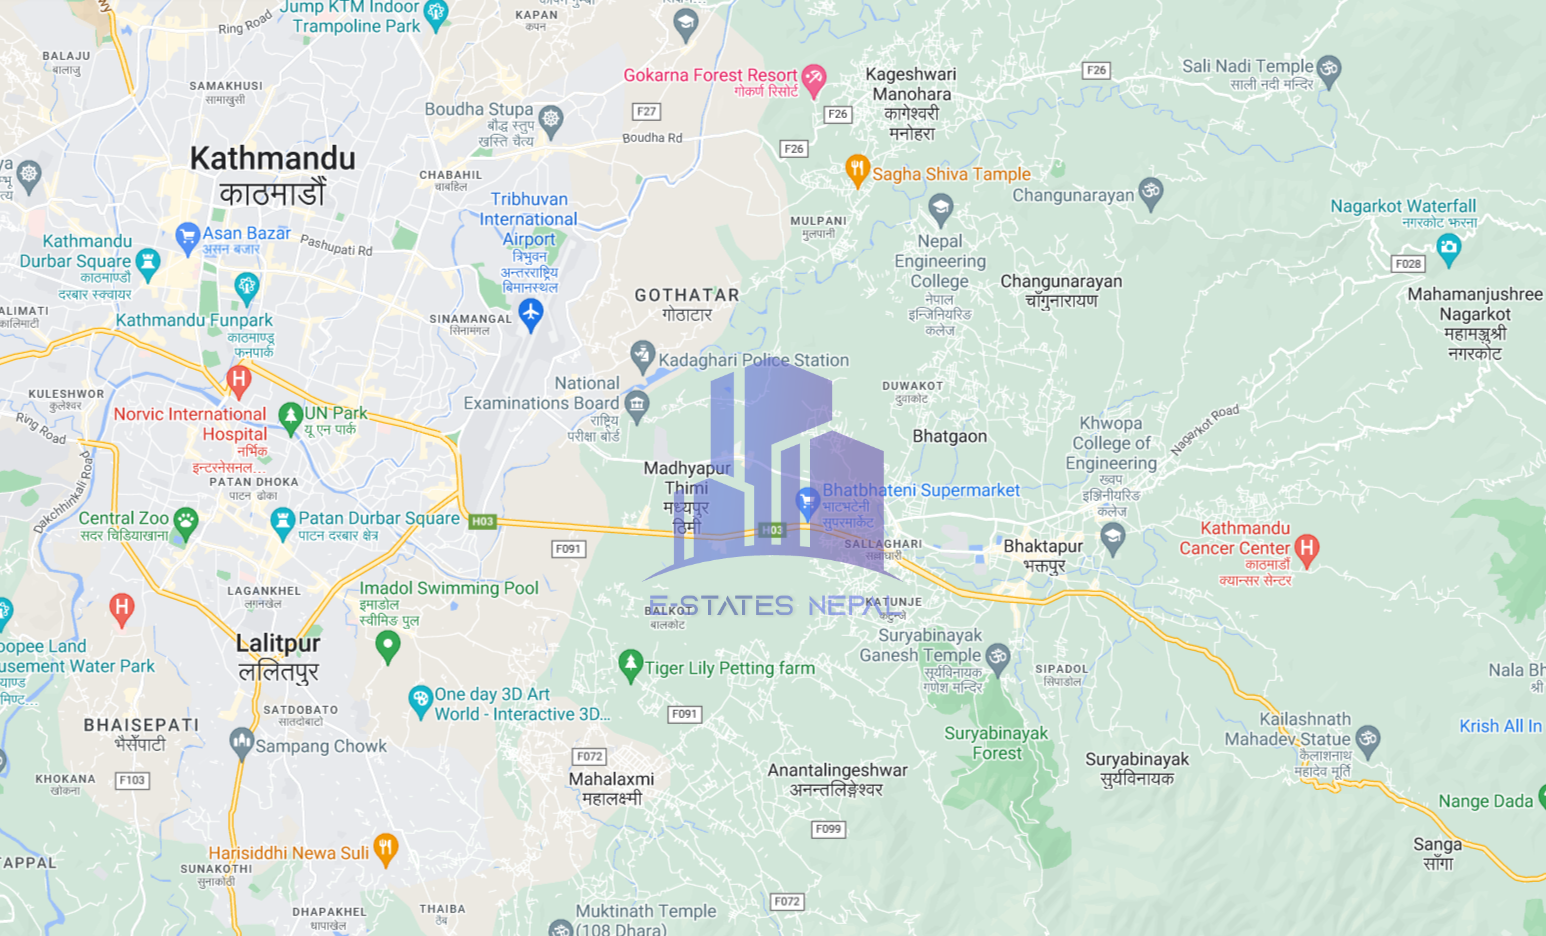 Jump KTM Indoor
Trampoline Park
Ring Road
KAPAN
कपन
BALAJU
बालाजु
SAMAKHUSI
सामाखुसी
Gokarna Forest Resort
गोकर्ण रिसोर्ट
Kageshwari
Manohara
कागेश्वरी
मनोहरा
F26
Sali Nadi Temple
साली नदी मन्दिर
Boudha Stupa
बौद्ध स्तुप
खस्ति चैत्य
F27
Boudha Rd
F26
F26
Kathmandu
काठमाडौँ
CHABAHIL
चाबहिल
Sagha Shiva Tample
Changunarayan
Tribhuvan
International
Airport
त्रिभुवन
अन्तरराष्ट्रिय
बिमानस्थल
MULPANI
मुलपानी
Nagarkot Waterfall
नगरकोट झरना
Asan Bazar
असन बजार
Pashupati Rd
Kathmandu
Durbar Square
काठमाण्डौ
दरबार स्क्वायर
Nepal
Engineering
College
नेपाल
इन्जिनियरिङ
कलेज
F028
Changunarayan
चाँगुनारायण
Mahamanjushree
Nagarkot
महामञ्जुश्री
नगरकोट
GOTHATAR
गोठाटार
ALIMATI
कालिमाटी
Kathmandu Funpark
काठमाण्डू
फनपार्क
SINAMANGAL
सिनामंगल
Kadaghari Police Station
KULESHWOR
कुलेश्वर
National
Examinations Board
राष्ट्रिय
परीक्षा बोर्ड
DUWAKOT
दुवाकोट
Norvic International
Hospital
नर्भिक
इन्टरनेसनल...
UN Park
यू एन पार्क
Ring Road
Bhatgaon
Khwopa
College of
Engineering
ख्वप
इञ्जिनीयरिङ
कलेज
Nagarkot Road
Madhyapur
Thimi
मध्यपुर
ठिमी
PATAN DHOKA
पाटन ढोका
Dakchhinkali Road
Bhatbhateni Supermarket
भाटभटेनी
सुपरमार्केट
Central Zoo
सदर चिडियाखाना
Patan Durbar Square
पाटन दरबार क्षेत्र
H03
H03
F091
SALLAGHARI
सल्लाघारी
Bhaktapur
भक्तपुर
Kathmandu
Cancer Center
काठमाडौं
क्यान्सर सेन्टर
LAGANKHEL
लगनखेल
Imadol Swimming Pool
इमाडोल
स्वीमिङ पुल
E-STATES NEPAL
BALKOT
बालकोट
KATUNJE
कटुन्जे
Lalitpur
ललितपुर
oopee Land
usement Water Park
Suryabinayak
Ganesh Temple
सूर्यविनायक
गणेश मन्दिर
Tiger Lily Petting farm
SIPADOL
सिपाडोल
Nala Bh
श्री
One day 3D Art
World - Interactive 3D...
SATDOBATO
सातदोबाटो
F091
BHAISEPATI
भैसेँपाटी
Sampang Chowk
Kailashnath
Mahadev Statue
कैलाशनाथ
महादेव मूर्ति
Krish All In
Suryabinayak
Forest
F072
Mahalaxmi
महालक्ष्मी
KHOKANA
खोकना
F103
Anantalingeshwar
अनन्तलिङ्गेश्वर
Suryabinayak
सुर्यविनायक
Nange Dada
F099
Sanga
साँगा
Harisiddhi Newa Suli
TAPPAL
SUNAKOTHI
सुनाकोठी
DHAPAKHEL
धापाखेल
THAIBA
ठैब
F072
Muktinath Temple
(108 Dhara)